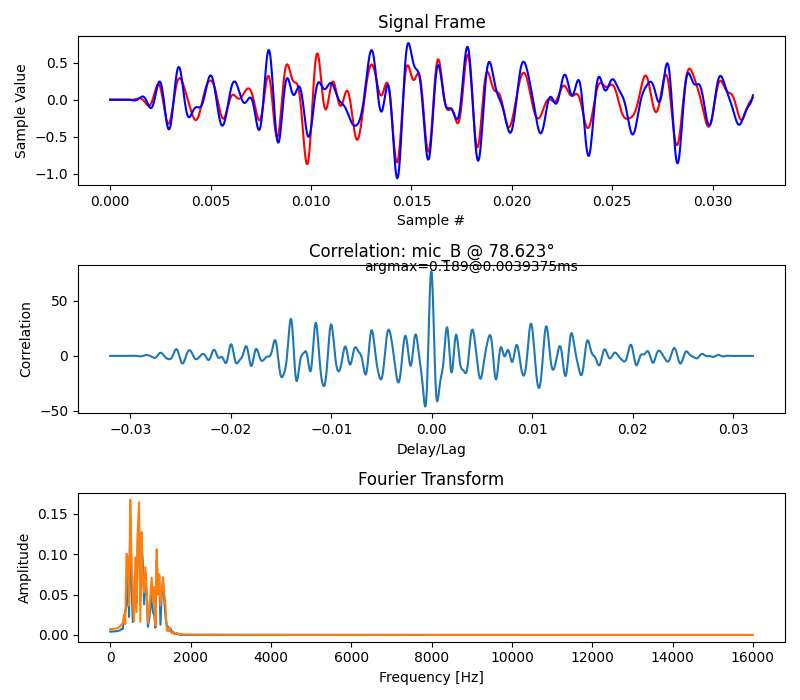 Signal Frame
Sample Value
0.5
0.0
−0.5
−1.0
0.000 0.005 0.010 0.015 0.020 0.025 0.030
Sample #
Correlation: mic_B @ 78.623°
argmax=0.189@0.0039375ms
Correlation
50
0
−50
−0.03 −0.02 −0.01 0.00 0.01 0.02 0.03
Delay/Lag
Fourier Transform
Amplitude
0.15
0.10
0.05
0.00
0 2000 4000 6000 8000 10000 12000 14000 16000
Frequency [Hz]